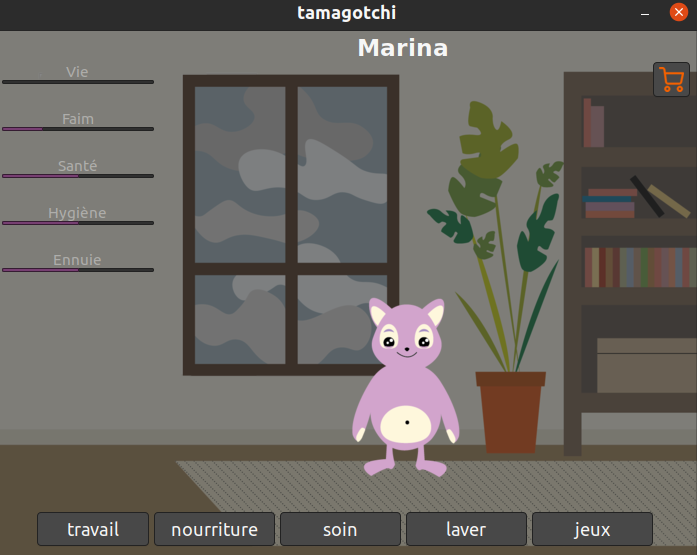 tamagotchi
Marina
Vie
Faim
Santé
Hygiène
Ennuie
travail
nourriture
soin
laver
jeux